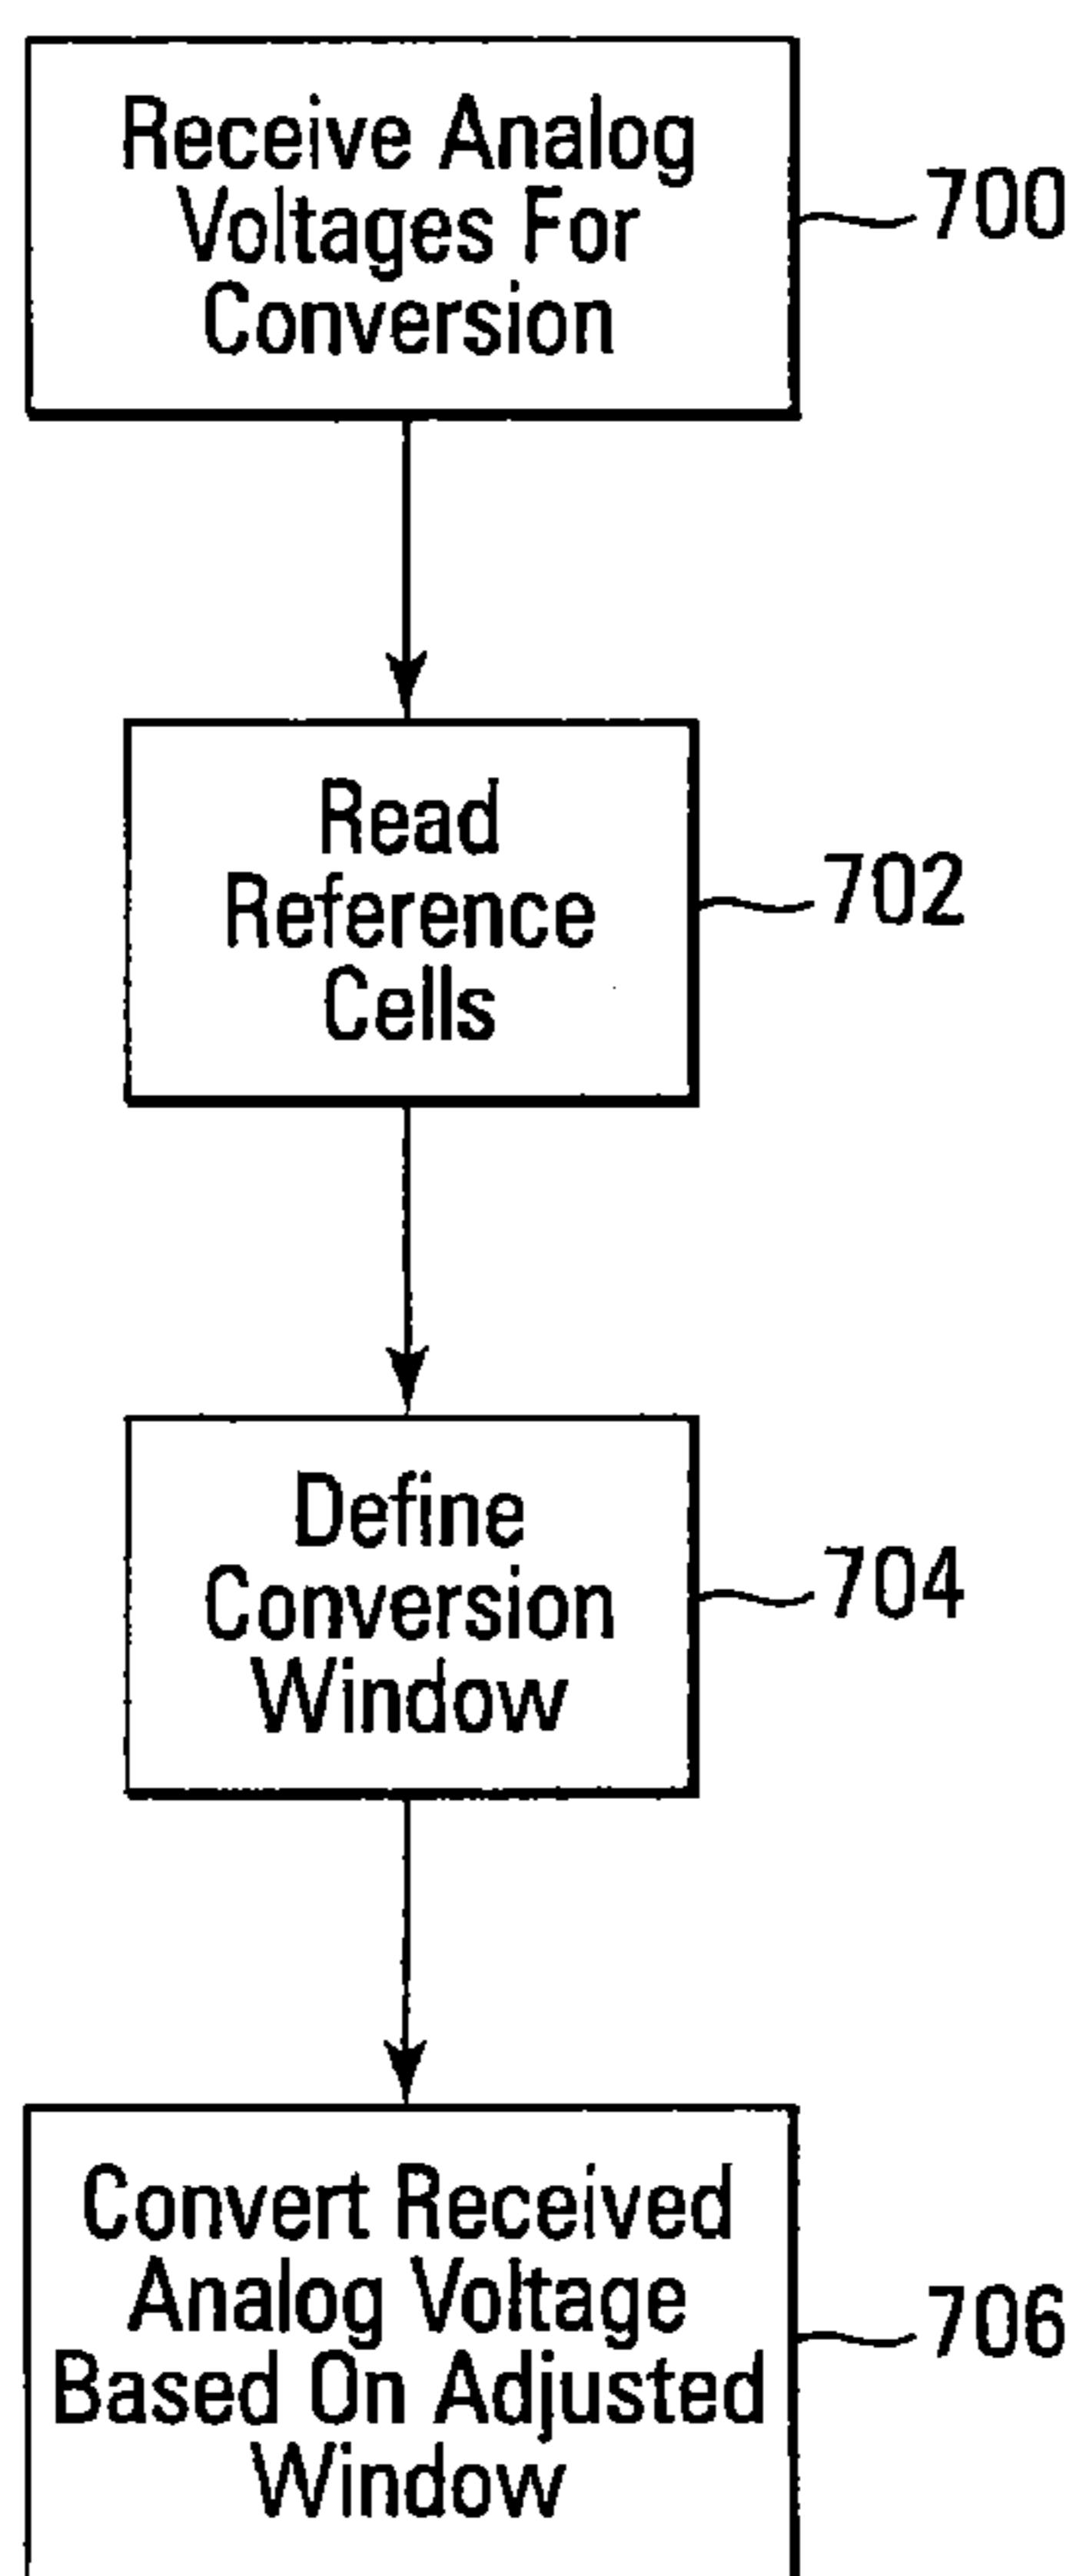 Receive Analog
Voltages For
Conversion
700
Read
Reference
Cells
702
Define
Conversion
Window
704
Convert Received
Analog Voltage
Based On Adjusted
Window
706